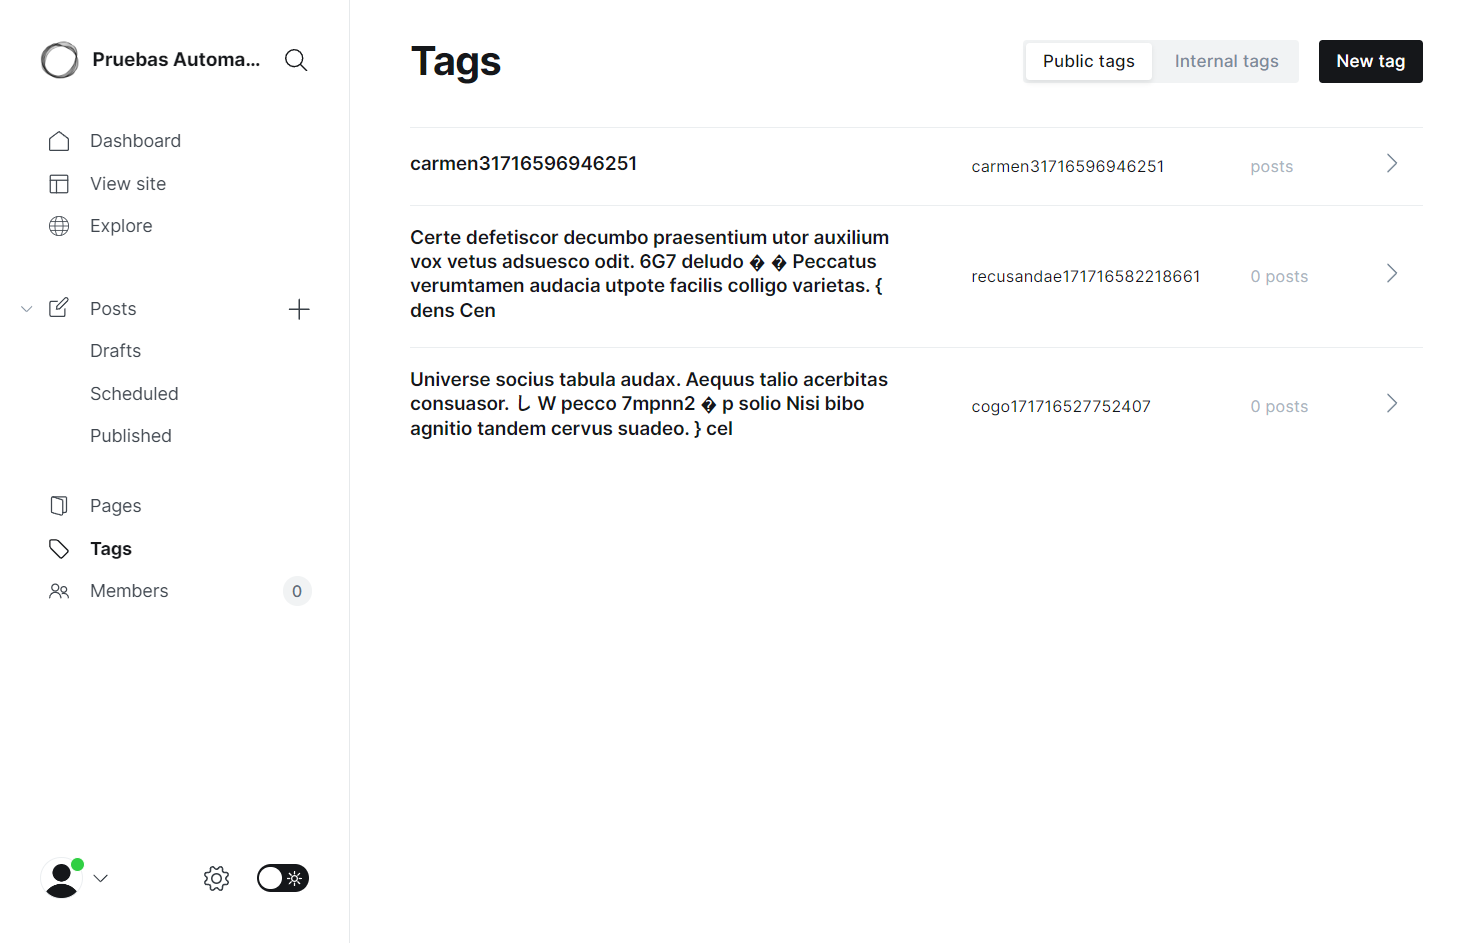 Pruebas Automa...
Dashboard
View site
Explore
Posts
Drafts
Scheduled
Published
Pages
Tags
Members
0
Tags
Public tags
Internal tags
New tag
carmen31716596946251
carmen31716596946251
posts
Certe defetiscor decumbo praesentium utor auxilium
vox vetus adsuesco odit. 6G7 deludo � � Peccatus
verumtamen audacia utpote facilis colligo varietas. {
dens Cen
recusandae171716582218661
0 posts
Universe socius tabula audax. Aequus talio acerbitas
consuasor. し W pecco 7mpnn2 � p solio Nisi bibo
agnitio tandem cervus suadeo. } cel
cogo171716527752407
0 posts